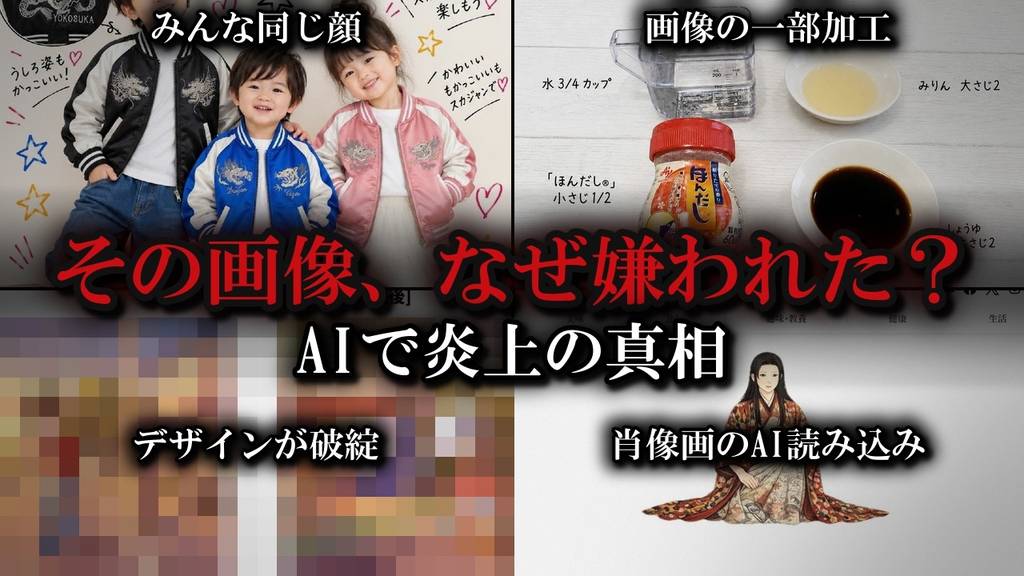 YOKOSUKA
みんな同じ顔
楽しもう
うしろ姿も
かっこいい!
かわいい
もかっこいいも
スカジャンで
画像の一部加工
水 3/4 カップ
みりん 大さじ2
「ほんだし®」
小さじ 1/2
ほんだし
しょうゆ
さじ2
その画像、なぜ嫌われた?
後]
味・教養
健康
生活
AIで炎上の真相
デザインが破綻
肖像画のAI読み込み